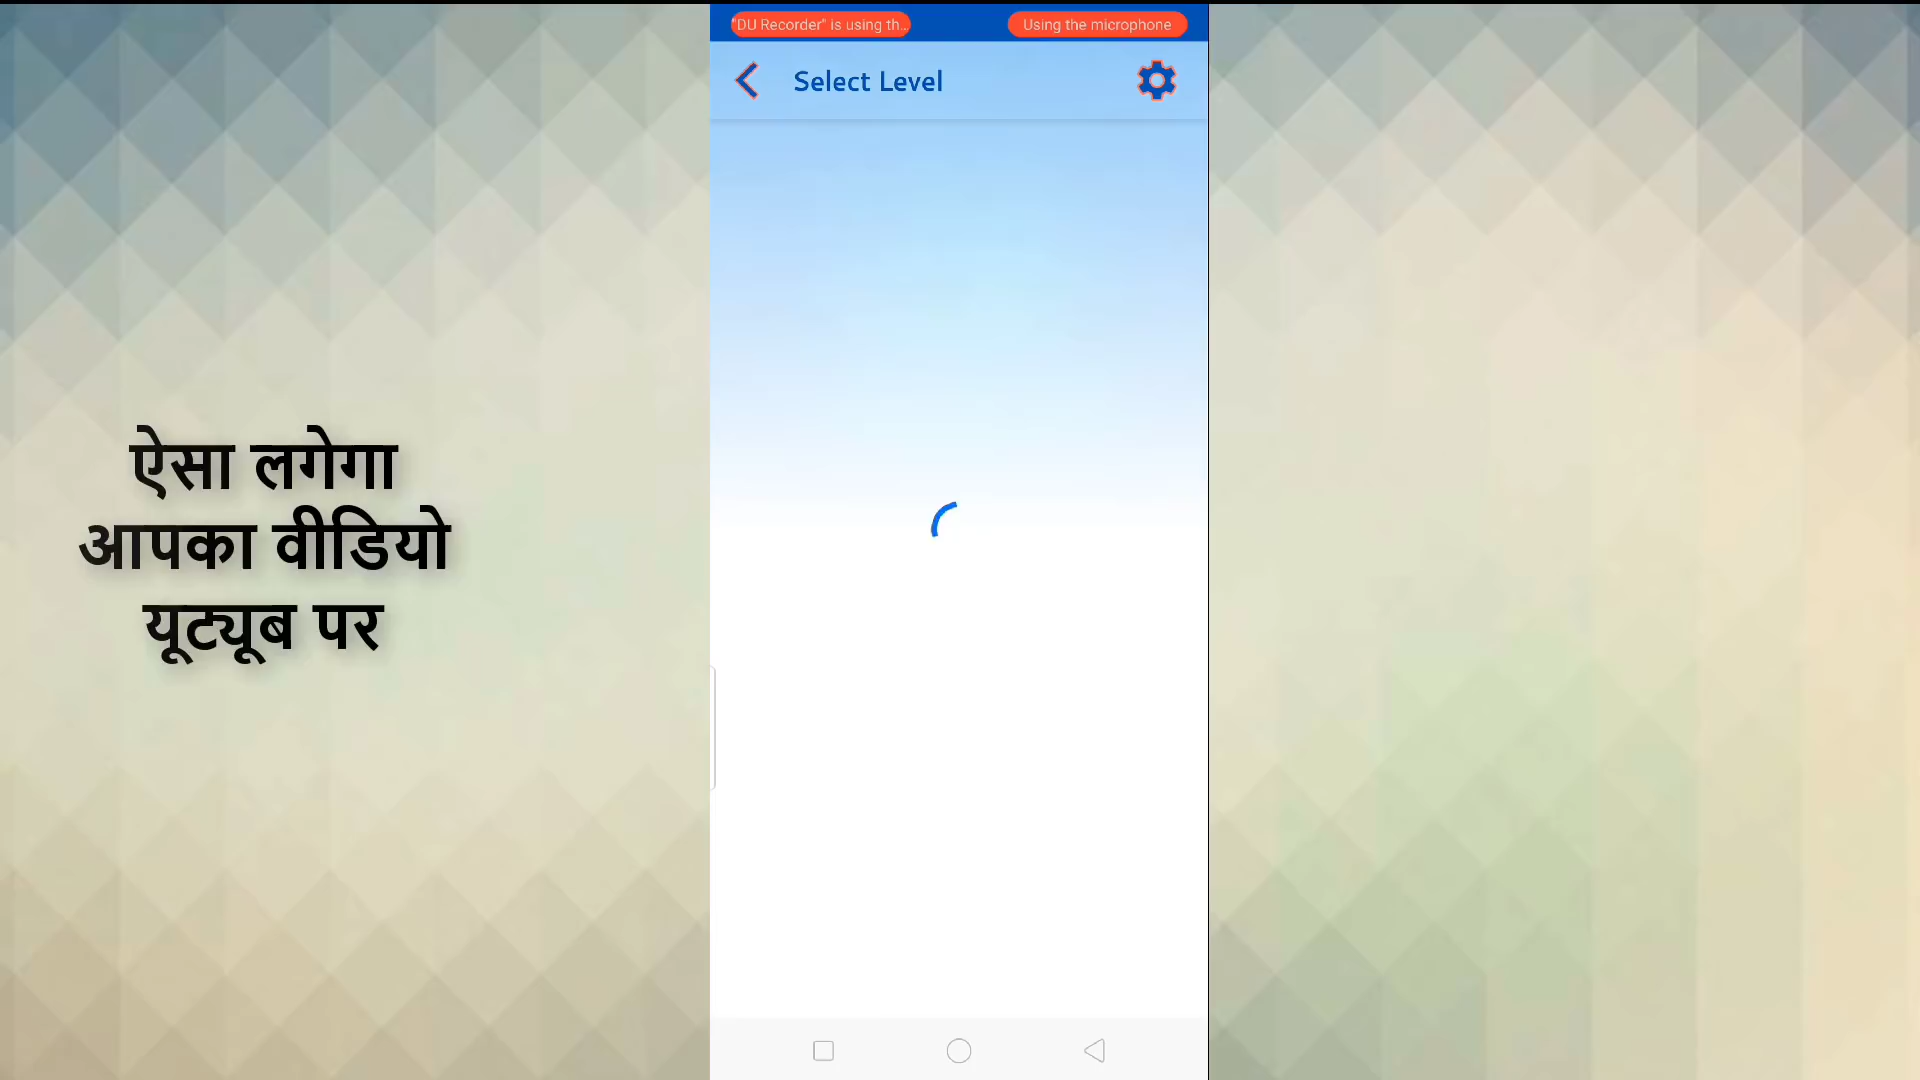 "DU Recorder" is using th...
Using the microphone
Select Level
ऐसा लगेगा
आपका वीडियो
यूट्यूब पर